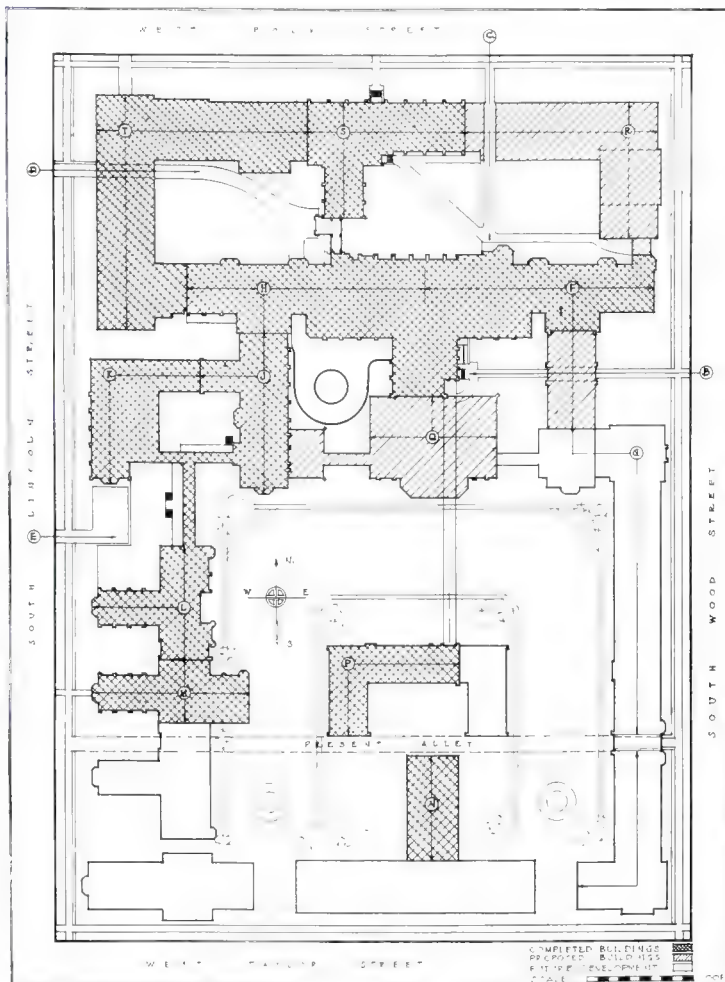 WEST POLK STREET
C
T
S
R
D
H
F
SOUTH LINCOLN STREET
K
J
B
Q
G
E
SOUTH WOOD STREET
N
W E
S
L
P
M
PRESENT ALLEY
N
WEST TAYLOR STREET
COMPLETED BUILDINGS
PROPOSED BUILDINGS
FUTURE DEVELOPMENT
SCALE